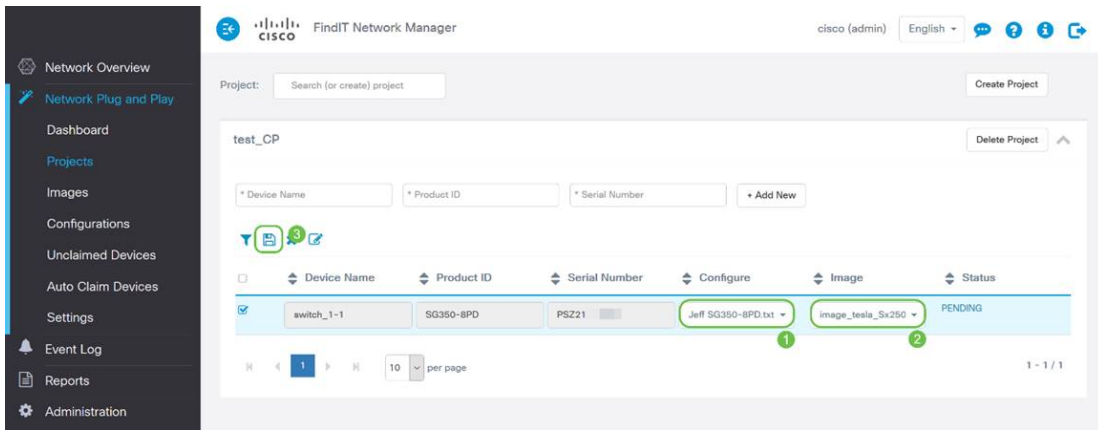 CISCO FindIT Network Manager cisco (admin) English
Network Overview
Network Plug and Play
Dashboard
Projects
Images
Configurations
Unclaimed Devices
Auto Claim Devices
Settings
Event Log
Reports
Administration
Project: Search (or create) project Create Project
test_CP Delete Project
* Device Name * Product ID * Serial Number + Add New
3
Device Name Product ID Serial Number Configure Image Status
switch_1-1 SG350-8PD PSZ21 Jeff SG350-8PD.txt image_tesla_Sx250 PENDING
1 2
1 10 per page 1 - 1 / 1